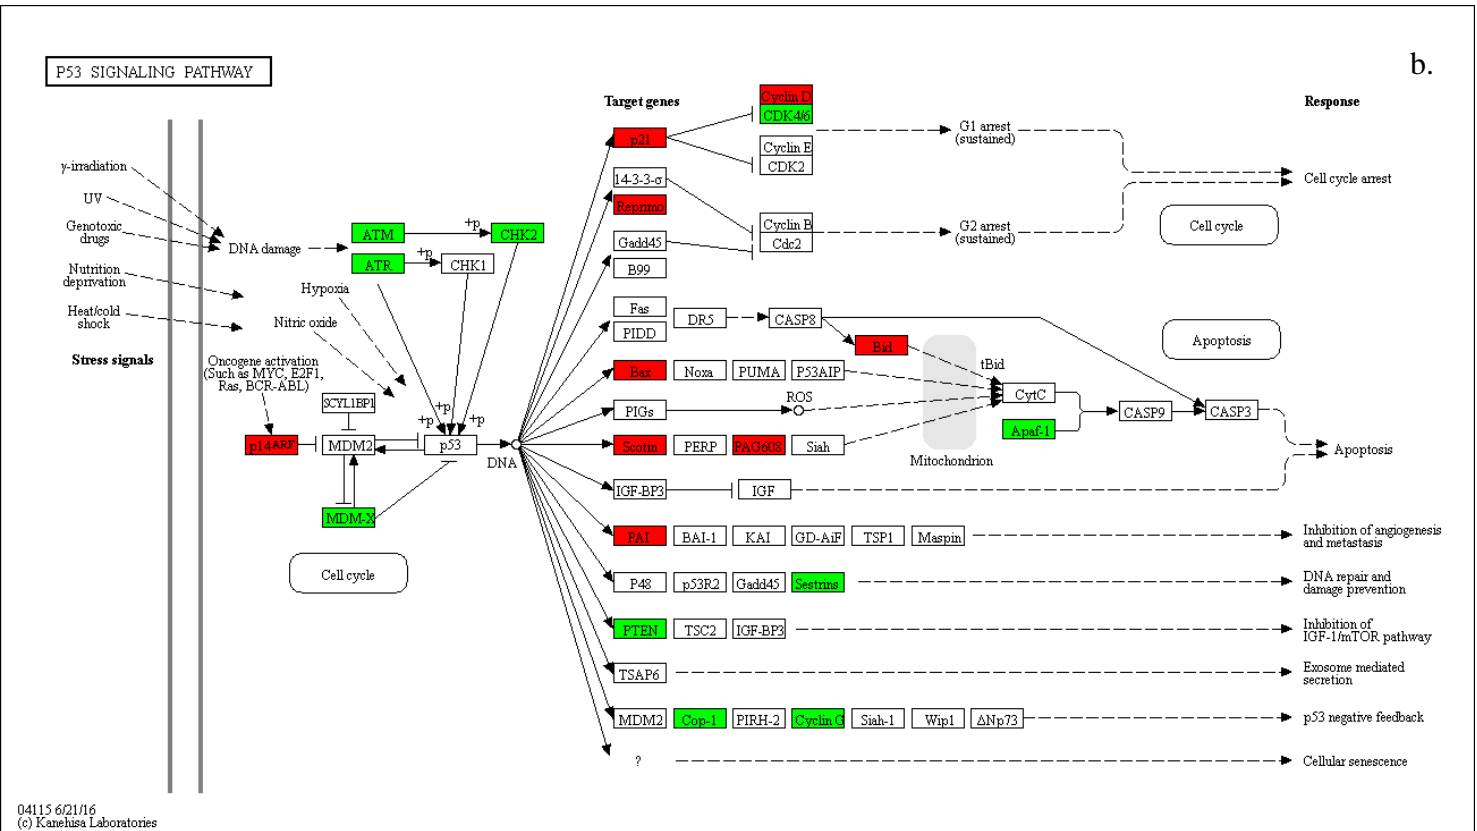 b.
P53 SIGNALING PATHWAY
Target genes
Response
Cyclin D
CDK4/6
p21
G1 arrest
(sustained)
Cyclin E
CDK2
γ-irradiation
UV
Genotoxic
drugs
Nutrition
deprivation
Heat/cold
shock
Stress signals
DNA damage
ATM
+p
CHK2
ATR
+p
CHK1
Hypoxia
Nitric oxide
Oncogene activation
(Such as MYC, E2F1,
Ras, BCR-ABL)
SCYL1BP1
+p
+p
+p
p14ARF
MDM2
p53
DNA
MDM-X
Cell cycle
14-3-3-σ
Reprimo
Gadd45
B99
Cyclin B
Cdc2
G2 arrest
(sustained)
Cell cycle arrest
Cell cycle
Fas
PIDD
DR5
CASP8
Bid
tBid
Apoptosis
Bax
Noxa
PUMA
P53AIP
PIGs
ROS
CytC
CASP9
CASP3
Apaf-1
Mitochondrion
Scotin
PERP
PAG608
Siah
Apoptosis
IGF-BP3
IGF
PAI
BAI-1
KAI
GD-AiF
TSP1
Maspin
Inhibition of angiogenesis
and metastasis
P48
p53R2
Gadd45
Sestrins
DNA repair and
damage prevention
PTEN
TSC2
IGF-BP3
Inhibition of
IGF-1/mTOR pathway
TSAP6
Exosome mediated
secretion
MDM2
Cop-1
PIRH-2
Cyclin G
Siah-1
Wip1
ΔNp73
p53 negative feedback
?
Cellular senescence
04115 6/21/16
(c) Kanehisa Laboratories